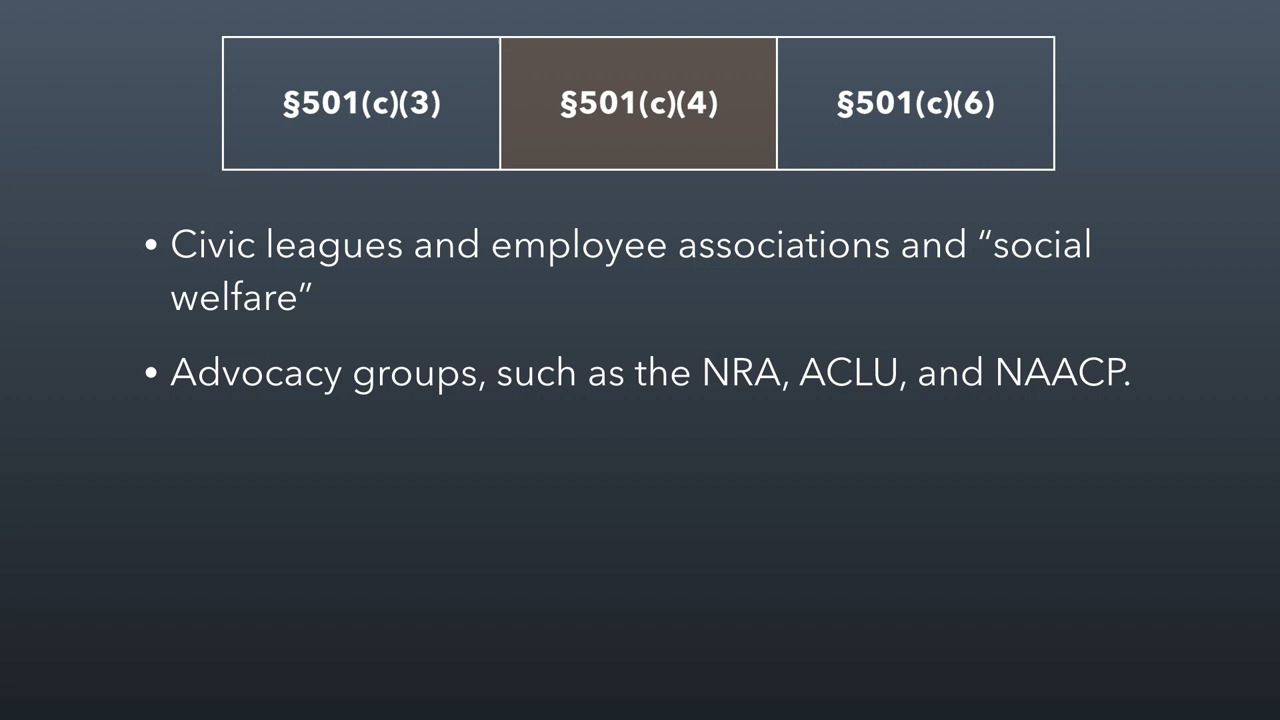 §501(c)(3) §501(c)(4) §501(c)(6)
• Civic leagues and employee associations and “social
welfare”
• Advocacy groups, such as the NRA, ACLU, and NAACP.